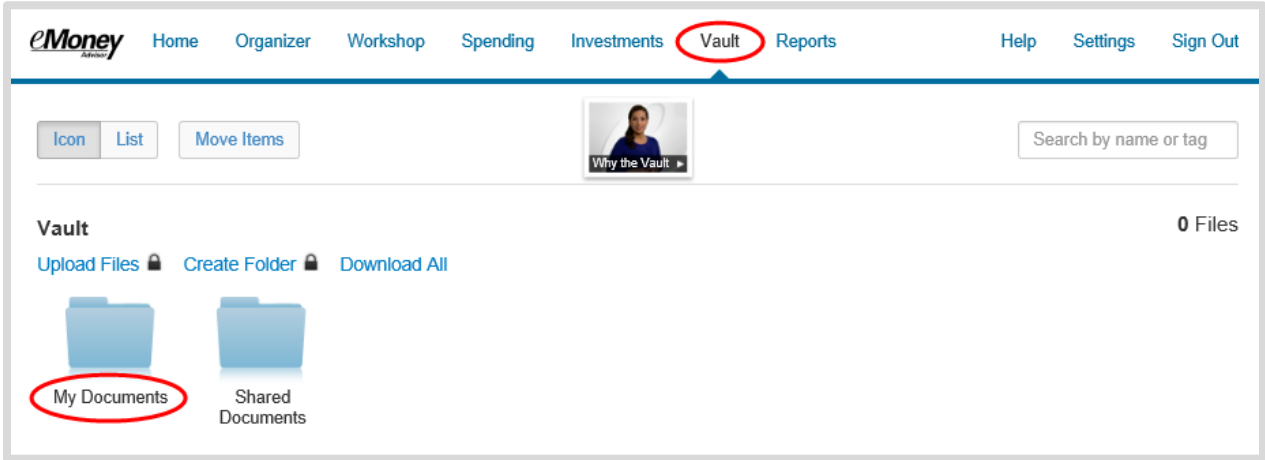 eMoney Advisor Home Organizer Workshop Spending Investments Vault Reports Help Settings Sign Out
Icon List Move Items Why the Vault Search by name or tag
Vault 0 Files
Upload Files Create Folder Download All
My Documents Shared
Documents